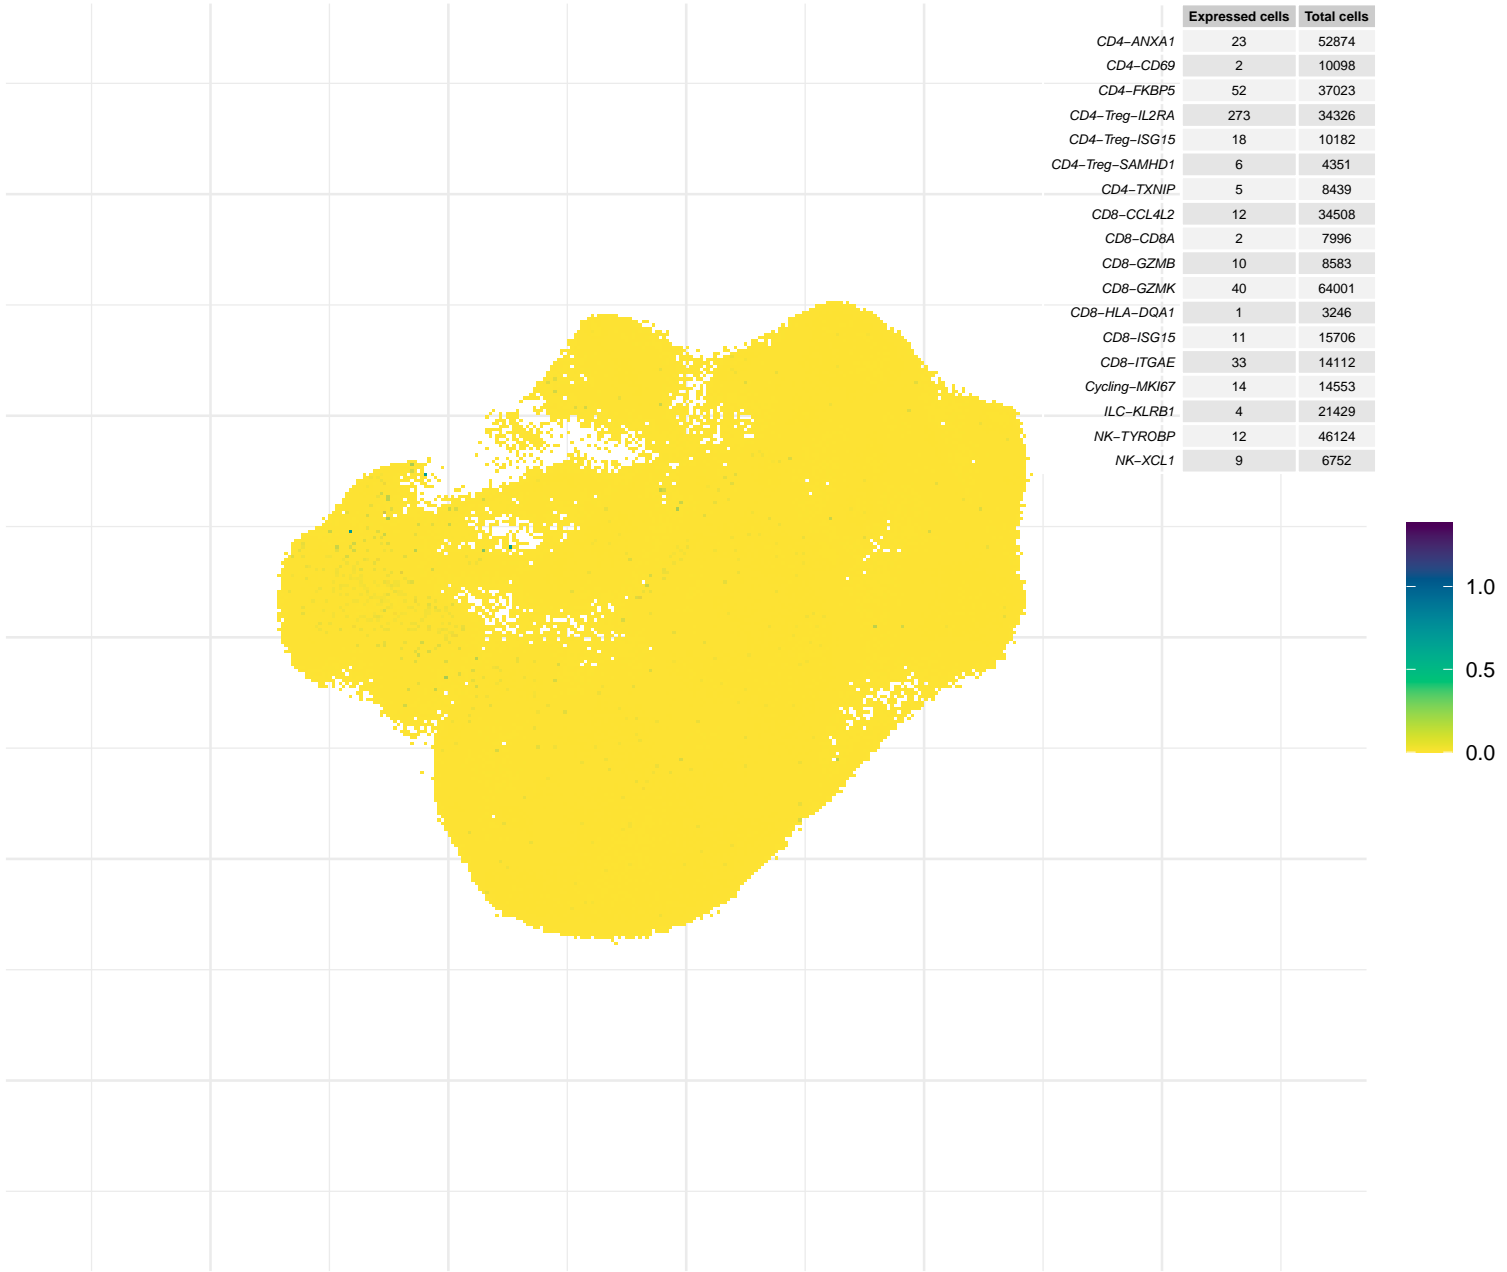 Expressed cells Total cells
CD4−ANXA1 23 52874
CD4−CD69 2 10098
CD4−FKBP5 52 37023
CD4−Treg−IL2RA 273 34326
CD4−Treg−ISG15 18 10182
CD4−Treg−SAMHD1 6 4351
CD4−TXNIP 5 8439
CD8−CCL4L2 12 34508
CD8−CD8A 2 7996
CD8−GZMB 10 8583
CD8−GZMK 40 64001
CD8−HLA−DQA1 1 3246
CD8−ISG15 11 15706
CD8−ITGAE 33 14112
Cycling−MKI67 14 14553
ILC−KLRB1 4 21429
NK−TYROBP 12 46124
NK−XCL1 9 6752
1.0
0.5
0.0